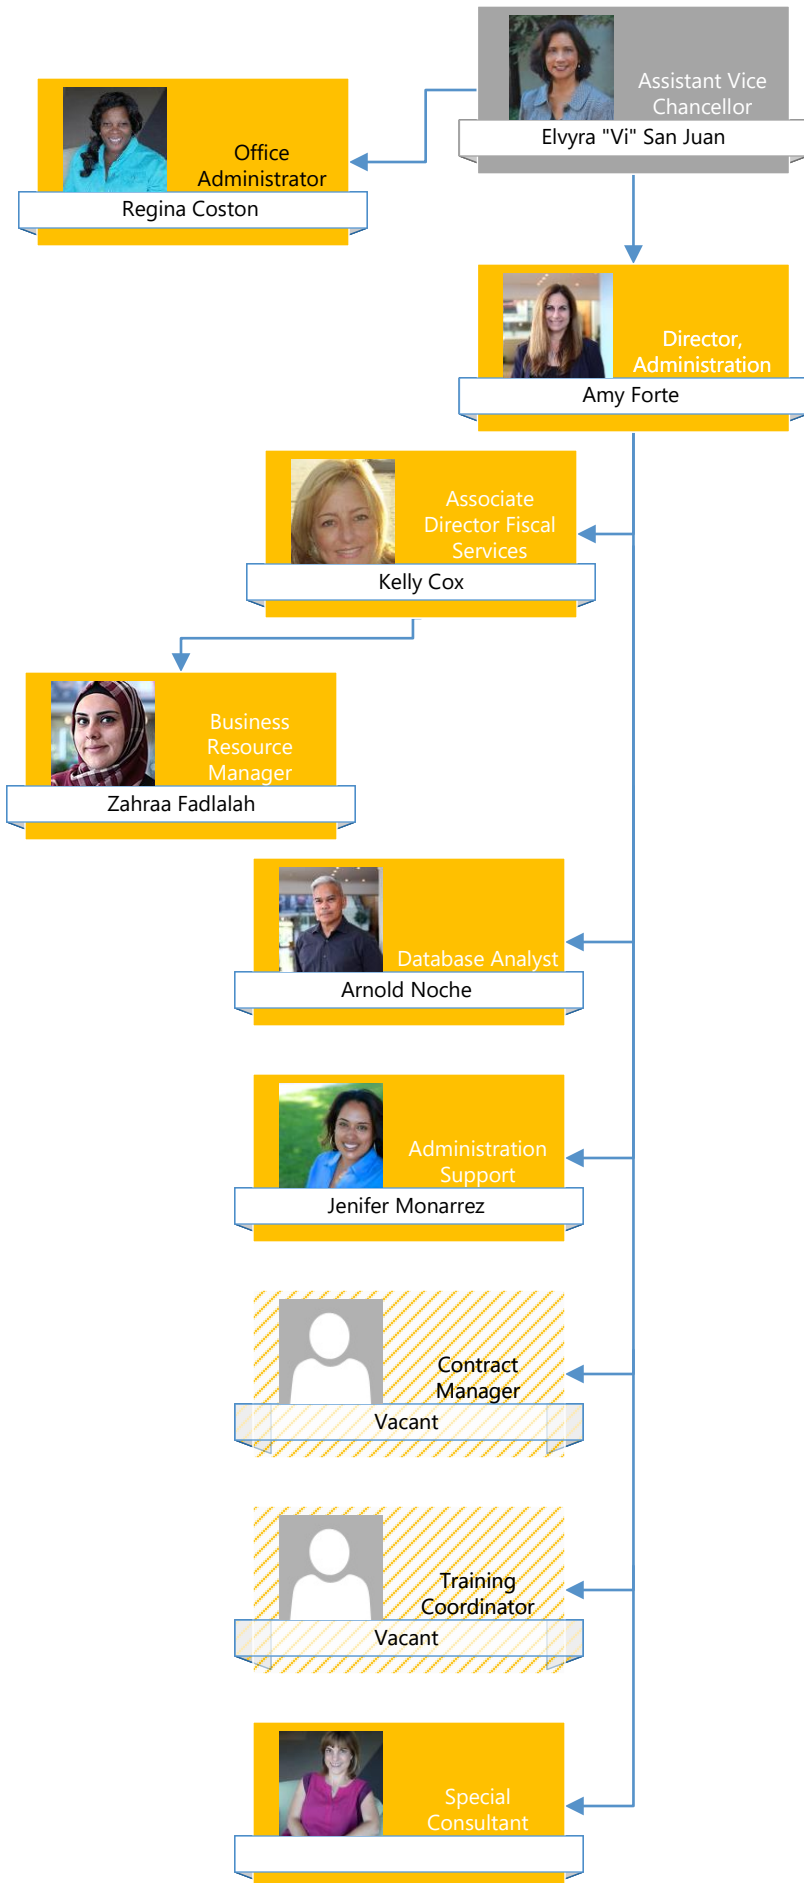 Assistant Vice
Chancellor
Elvyra "Vi" San Juan
Office
Administrator
Regina Coston
Director,
Administration
Amy Forte
Associate
Director Fiscal
Services
Kelly Cox
Business
Resource
Manager
Zahraa Fadlalah
Database Analyst
Arnold Noche
Administration
Support
Jenifer Monarrez
Contract
Manager
Vacant
Training
Coordinator
Vacant
Special
Consultant